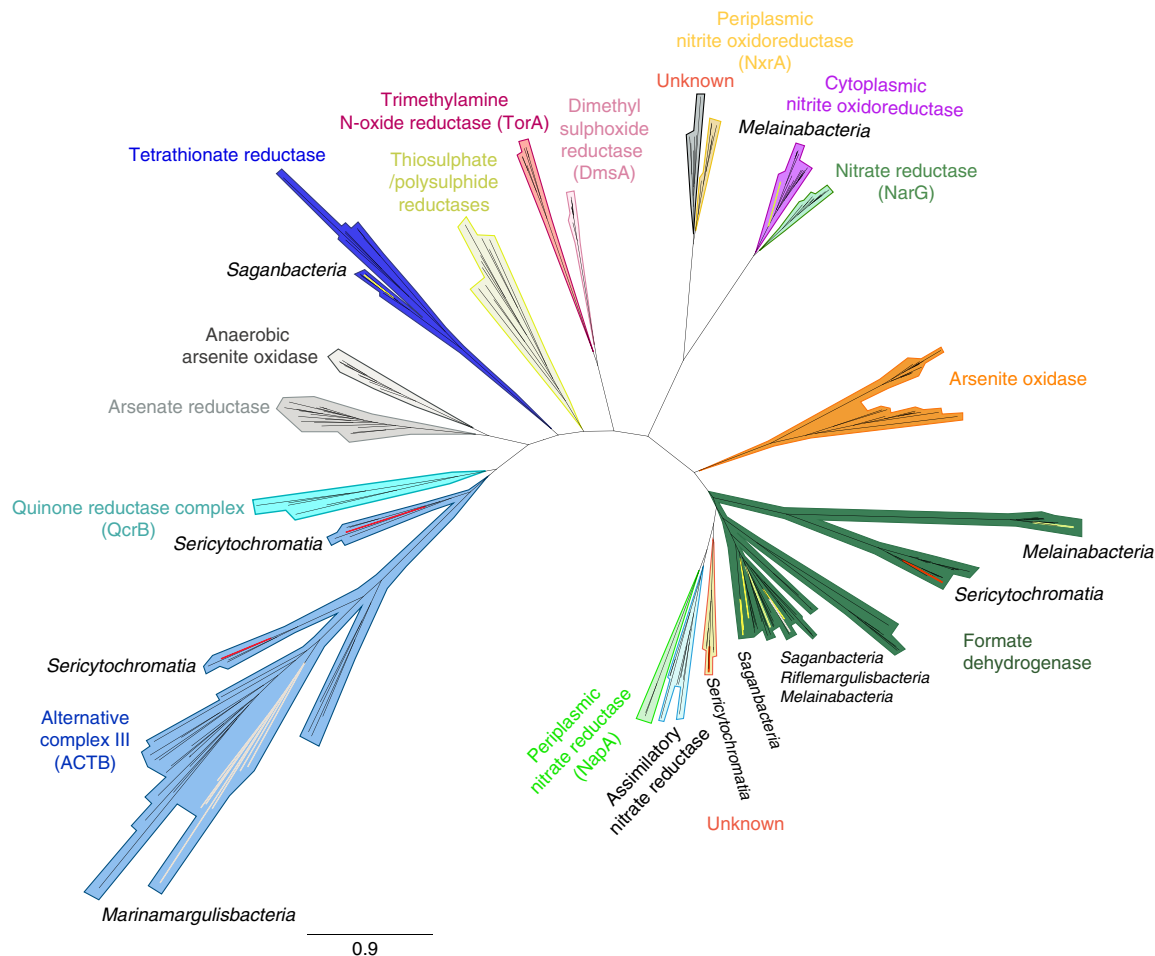 Periplasmic
nitrite oxidoreductase
(NxrA)
Unknown
Cytoplasmic
nitrite oxidoreductase
Melainabacteria
Nitrate reductase
(NarG)
Trimethylamine
N-oxide reductase (TorA)
Dimethyl
sulphoxide
reductase
(DmsA)
Thiosulphate
/polysulphide
reductases
Tetrathionate reductase
Saganbacteria
Anaerobic
arsenite oxidase
Arsenate reductase
Arsenite oxidase
Quinone reductase complex
(QcrB)
Sericytochromatia
Melainabacteria
Sericytochromatia
Formate
dehydrogenase
Saganbacteria
Riflemargulisbacteria
Melainabacteria
Saganbacteria
Sericytochromatia
Unknown
Assimilatory
nitrate reductase
Periplasmic
nitrate reductase
(NapA)
Sericytochromatia
Alternative
complex III
(ACTB)
Marinamargulisbacteria
0.9